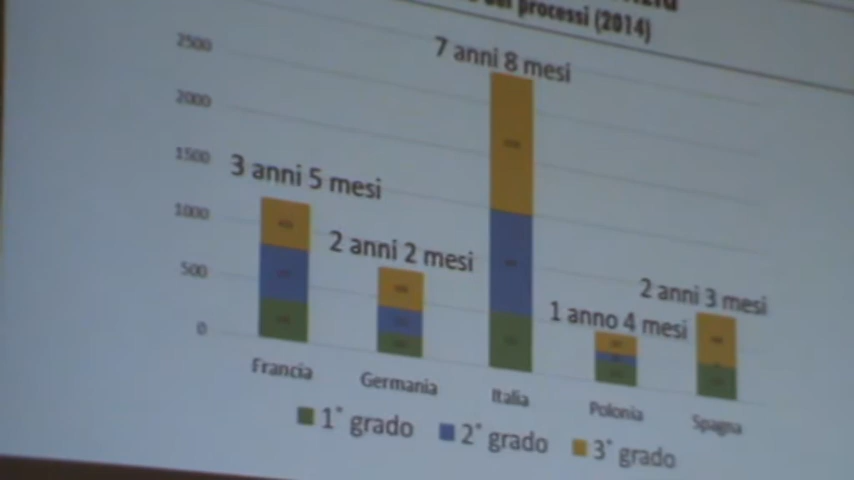 processi (2014)
7 anni 8 mesi
2500
2000
1500
3 anni 5 mesi
1000
2 anni 2 mesi
500
2 anni 3 mesi
1 anno 4 mesi
0
Francia
Germania
Italia
Polonia
Spagna
1° grado 2° grado 3° grado